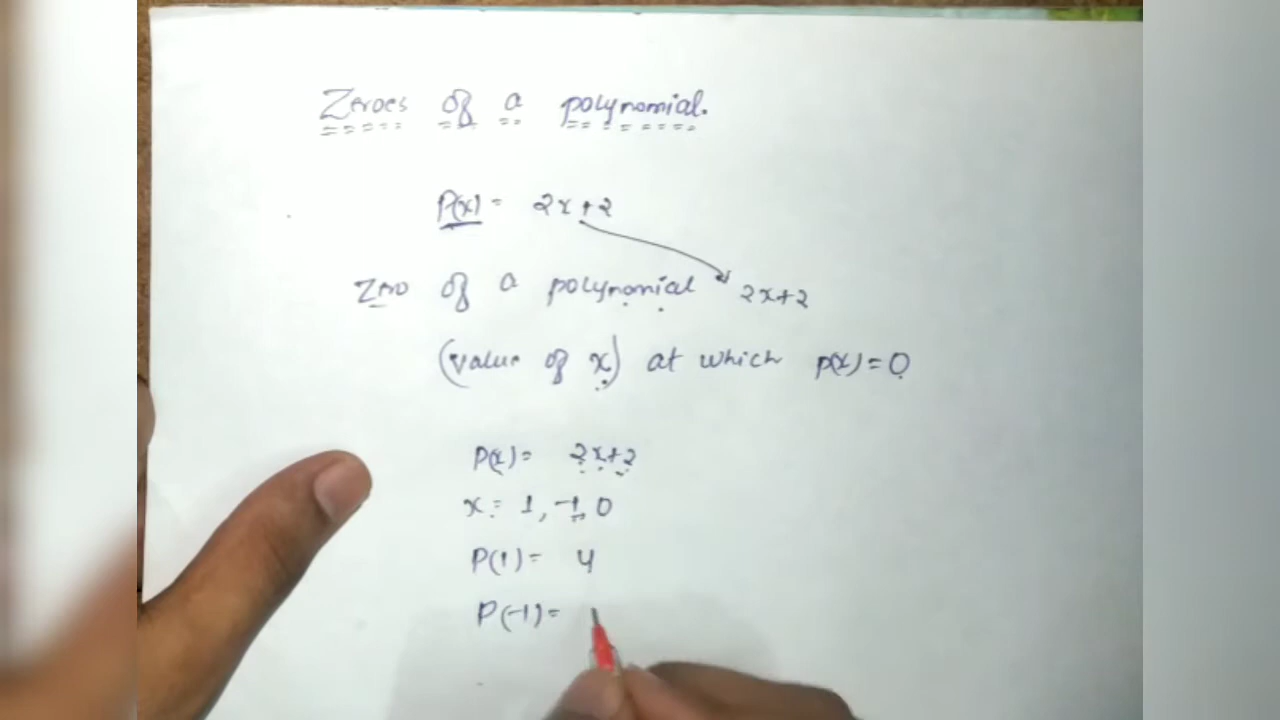 Zeroes of a polynomial.
P(x) = 2x+2
Zero of a polynomial 2x+2
(value of x) at which p(x)=0
P(x)= 2x+2
x = 1, -1, 0
P(1)= 4
P(-1)=